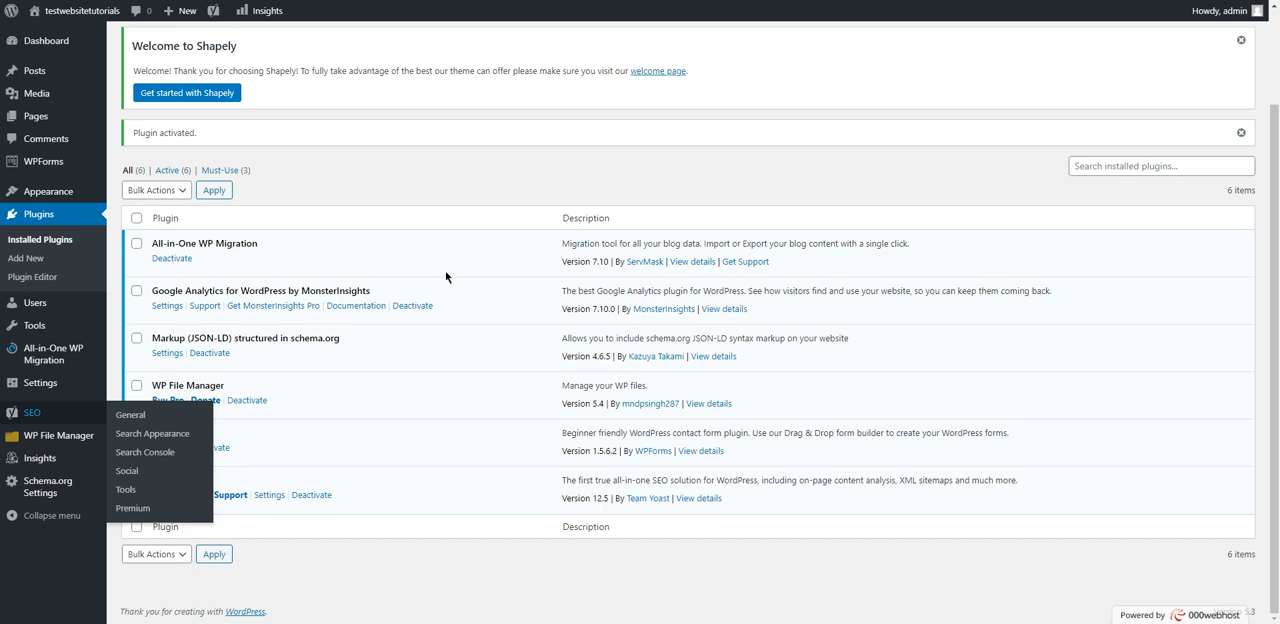 testwebsitetutorials 0 New Insights Howdy, admin
Dashboard
Posts
Media
Pages
Comments
WPForms
Appearance
Plugins
Installed Plugins
Add New
Plugin Editor
Users
Tools
All-in-One WP
Migration
Settings
SEO
WP File Manager
Insights
Schema.org
Settings
Collapse menu
General
Search Appearance
Search Console
Social
Tools
Premium
Welcome to Shapely
Welcome! Thank you for choosing Shapely! To fully take advantage of the best our theme can offer please make sure you visit our welcome page.
Get started with Shapely
Plugin activated.
All (6) | Active (6) | Must-Use (3)
Search installed plugins...
Bulk Actions Apply
6 items
Plugin Description
All-in-One WP Migration
Deactivate
Migration tool for all your blog data. Import or Export your blog content with a single click.
Version 7.10 | By ServMask | View details | Get Support
Google Analytics for WordPress by MonsterInsights
Settings | Support | Get MonsterInsights Pro | Documentation | Deactivate
The best Google Analytics plugin for WordPress. See how visitors find and use your website, so you can keep them coming back.
Version 7.10.0 | By MonsterInsights | View details
Markup (JSON-LD) structured in schema.org
Settings | Deactivate
Allows you to include schema.org JSON-LD syntax markup on your website
Version 4.6.5 | By Kazuya Takami | View details
WP File Manager
Buy Pro Donate Deactivate
Manage your WP files.
Version 5.4 | By mndpsingh287 | View details
vate
Beginner friendly WordPress contact form plugin. Use our Drag & Drop form builder to create your WordPress forms.
Version 1.5.6.2 | By WPForms | View details
Support | Settings | Deactivate
The first true all-in-one SEO solution for WordPress, including on-page content analysis, XML sitemaps and much more.
Version 12.5 | By Team Yoast | View details
Plugin Description
Bulk Actions Apply
6 items
Thank you for creating with WordPress.
Powered by 000webhost